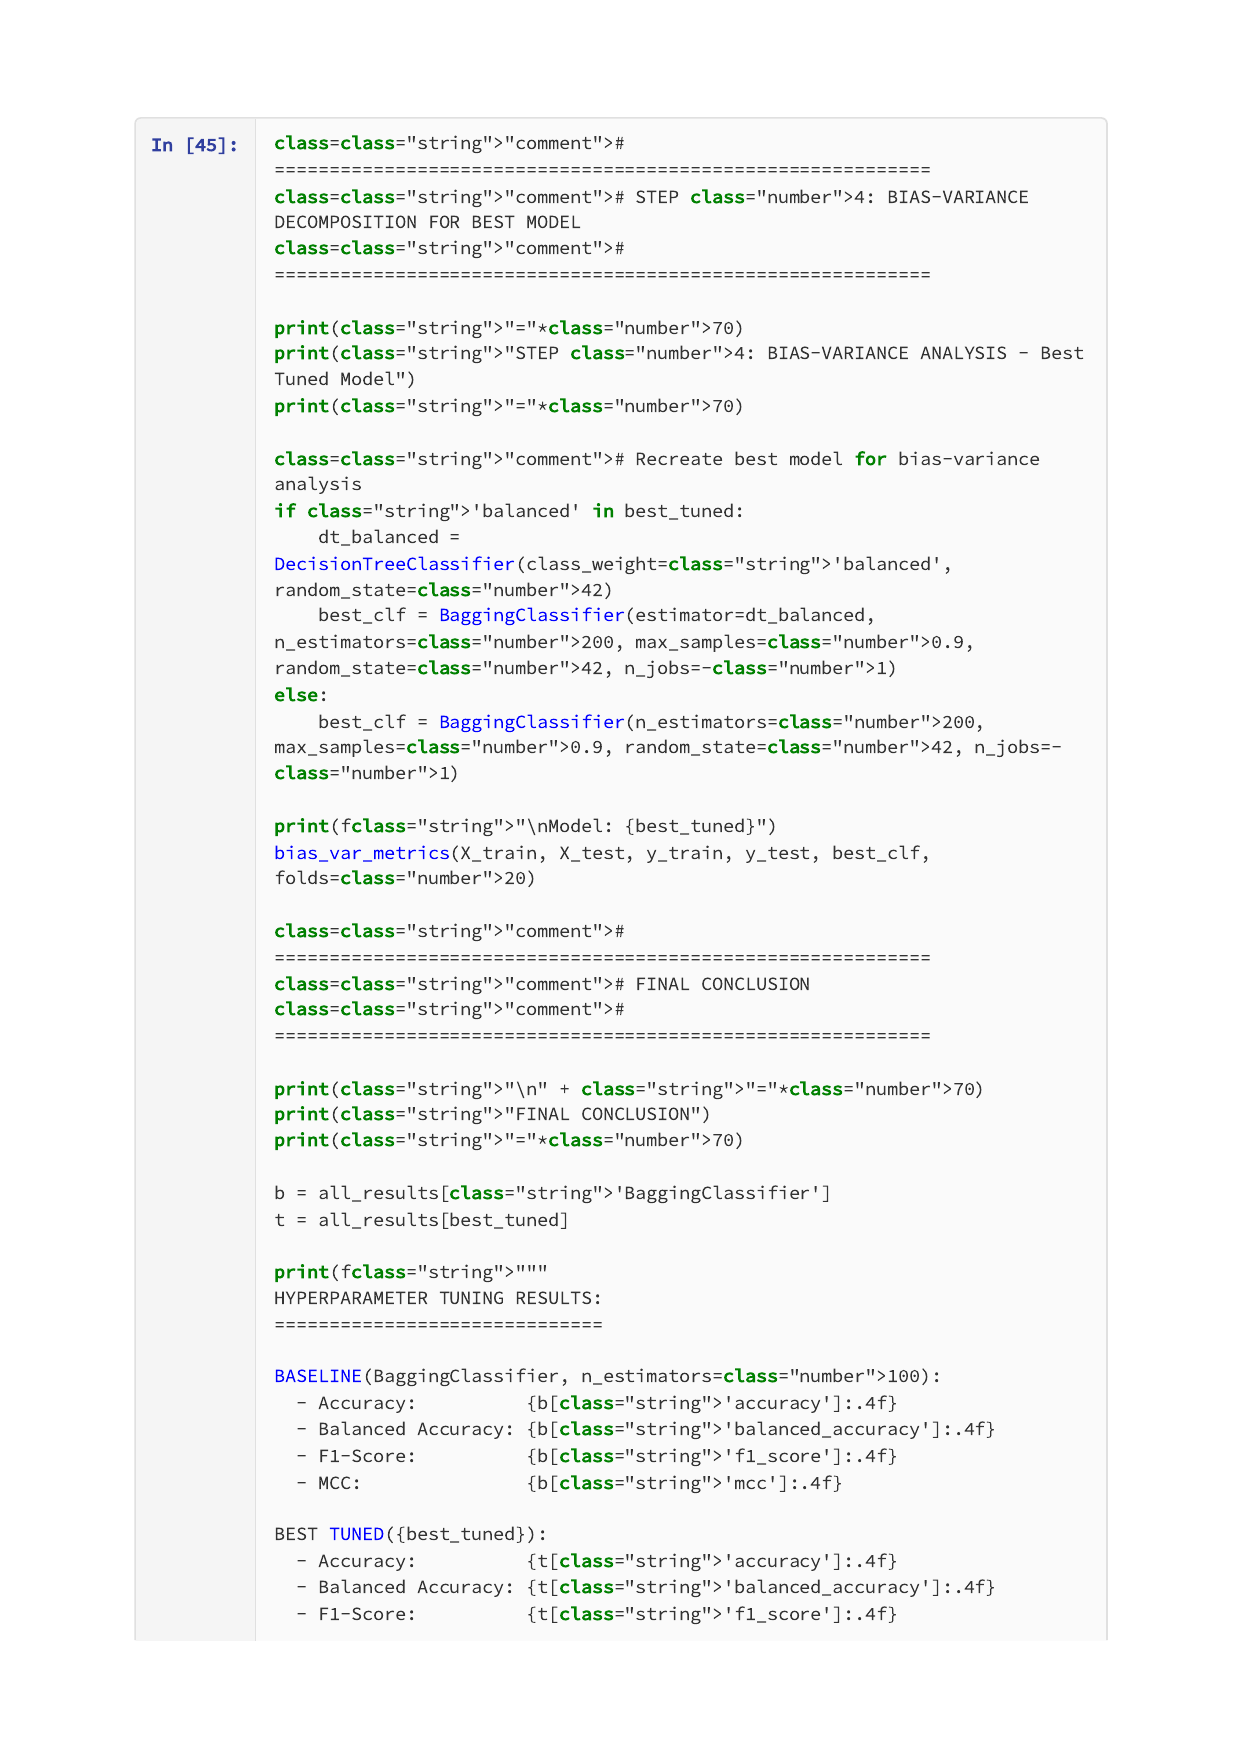 In [45]:
class=class="string">"comment">#
============================================================
class=class="string">"comment"># STEP class="number">4: BIAS-VARIANCE
DECOMPOSITION FOR BEST MODEL
class=class="string">"comment">#
============================================================

print(class="string">"="*class="number">70)
print(class="string">"STEP class="number">4: BIAS-VARIANCE ANALYSIS - Best
Tuned Model")
print(class="string">"="*class="number">70)

class=class="string">"comment"># Recreate best model for bias-variance
analysis
if class="string">'balanced' in best_tuned:
    dt_balanced =
DecisionTreeClassifier(class_weight=class="string">'balanced',
random_state=class="number">42)
    best_clf = BaggingClassifier(estimator=dt_balanced,
n_estimators=class="number">200, max_samples=class="number">0.9,
random_state=class="number">42, n_jobs=-class="number">1)
else:
    best_clf = BaggingClassifier(n_estimators=class="number">200,
max_samples=class="number">0.9, random_state=class="number">42, n_jobs=-
class="number">1)

print(fclass="string">"\nModel: {best_tuned}")
bias_var_metrics(X_train, X_test, y_train, y_test, best_clf,
folds=class="number">20)

class=class="string">"comment">#
============================================================
class=class="string">"comment"># FINAL CONCLUSION
class=class="string">"comment">#
============================================================

print(class="string">"\n" + class="string">"="*class="number">70)
print(class="string">"FINAL CONCLUSION")
print(class="string">"="*class="number">70)

b = all_results[class="string">'BaggingClassifier']
t = all_results[best_tuned]

print(fclass="string">"""
HYPERPARAMETER TUNING RESULTS:
==============================

BASELINE(BaggingClassifier, n_estimators=class="number">100):
  - Accuracy:          {b[class="string">'accuracy']:.4f}
  - Balanced Accuracy: {b[class="string">'balanced_accuracy']:.4f}
  - F1-Score:          {b[class="string">'f1_score']:.4f}
  - MCC:               {b[class="string">'mcc']:.4f}

BEST TUNED({best_tuned}):
  - Accuracy:          {t[class="string">'accuracy']:.4f}
  - Balanced Accuracy: {t[class="string">'balanced_accuracy']:.4f}
  - F1-Score:          {t[class="string">'f1_score']:.4f}